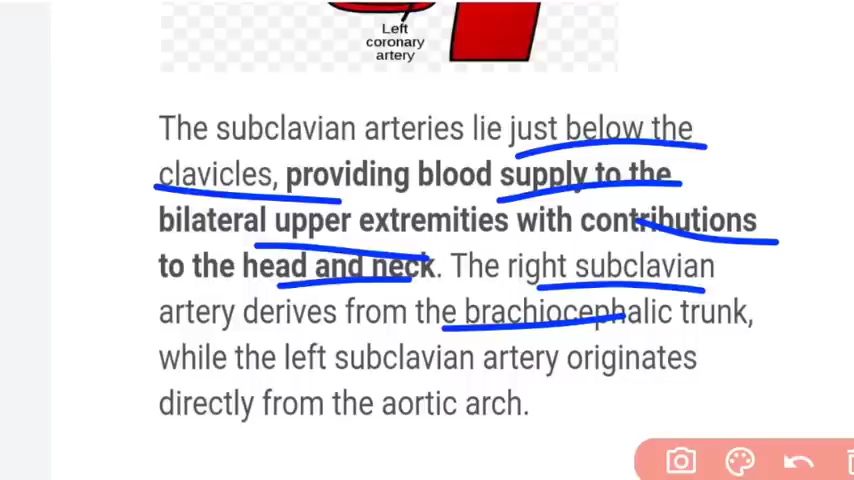 Left
coronary
artery
The subclavian arteries lie just below the
clavicles, providing blood supply to the
bilateral upper extremities with contributions
to the head and neck. The right subclavian
artery derives from the brachiocephalic trunk,
while the left subclavian artery originates
directly from the aortic arch.